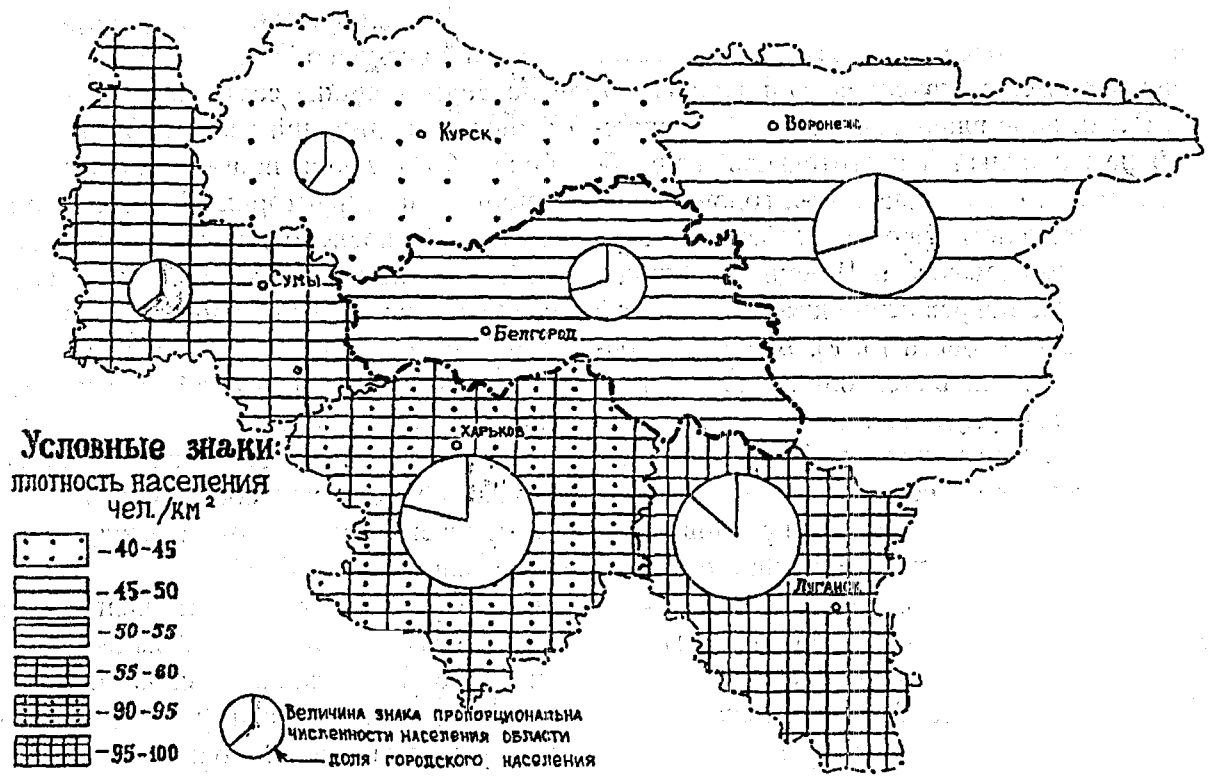 Курск
Воронеж
Сумы
Белгород
Харьков
Луганск
Условные знаки:
плотность населения
чел./км²
-40-45
-45-50
-50-55
-55-60
-90-95
-95-100
Величина знака пропорциональна
численности населения области
доля городского населения